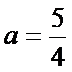 a = 5/4